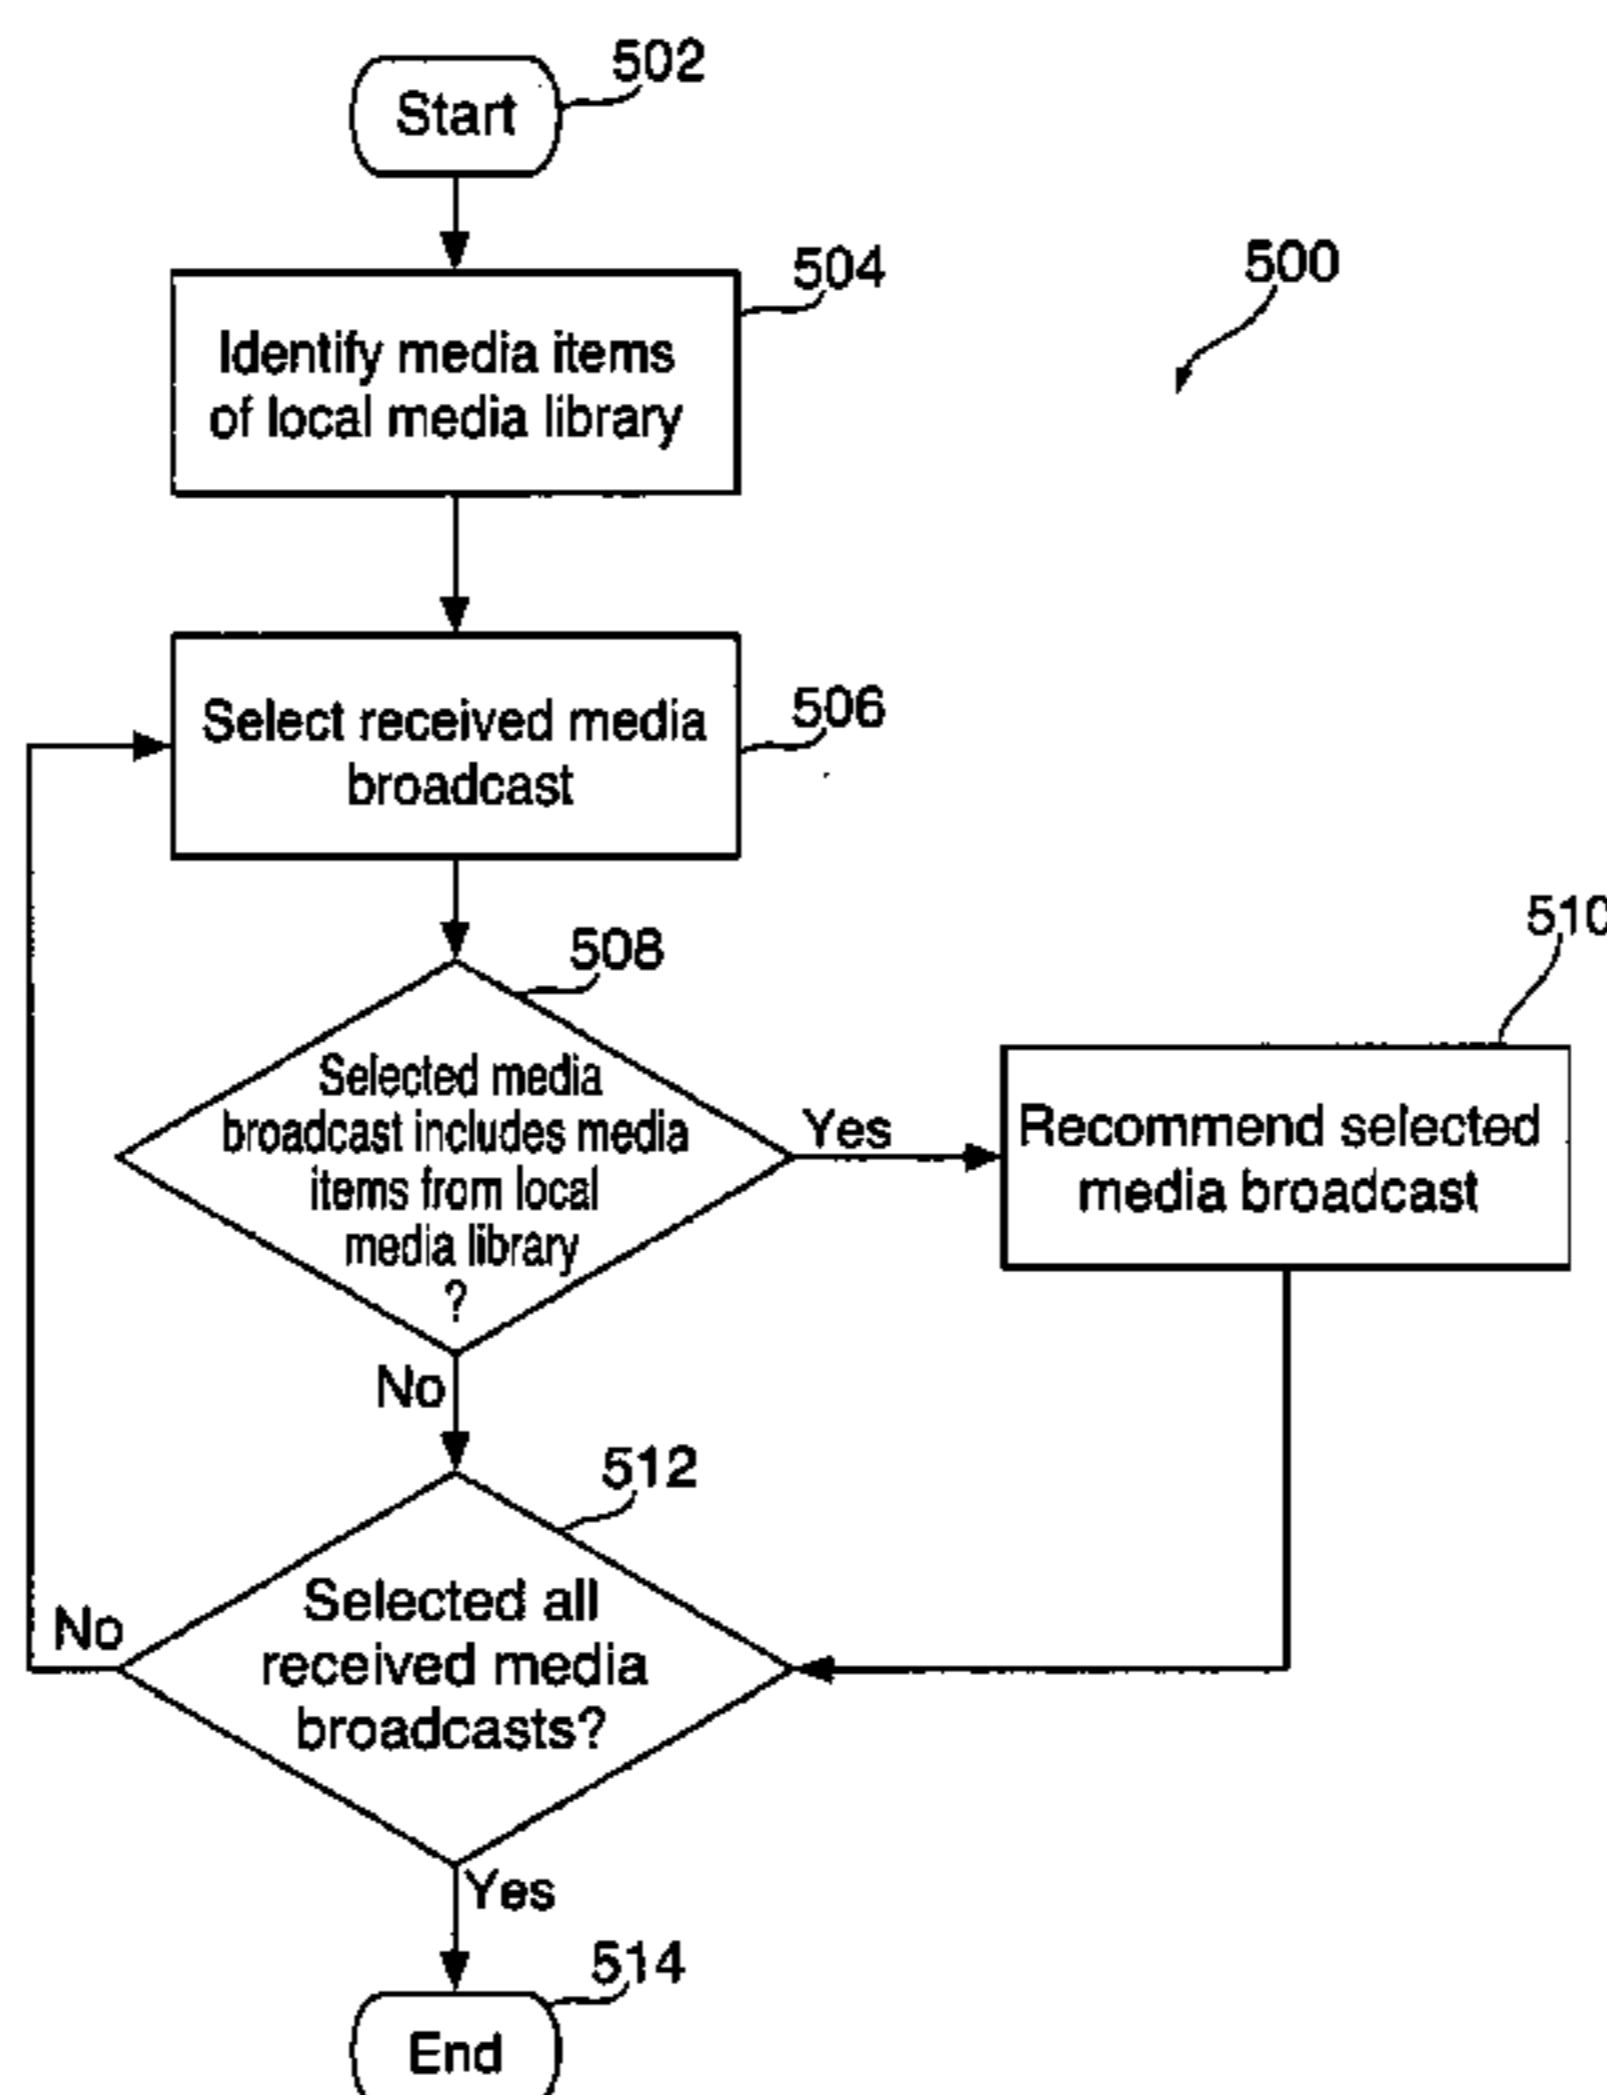 502
Start
504
500
Identify media items
of local media library
506
Select received media
broadcast
508
510
Selected media
broadcast includes media
items from local
media library
?
Yes
Recommend selected
media broadcast
No
512
Selected all
received media
broadcasts?
No
Yes
514
End